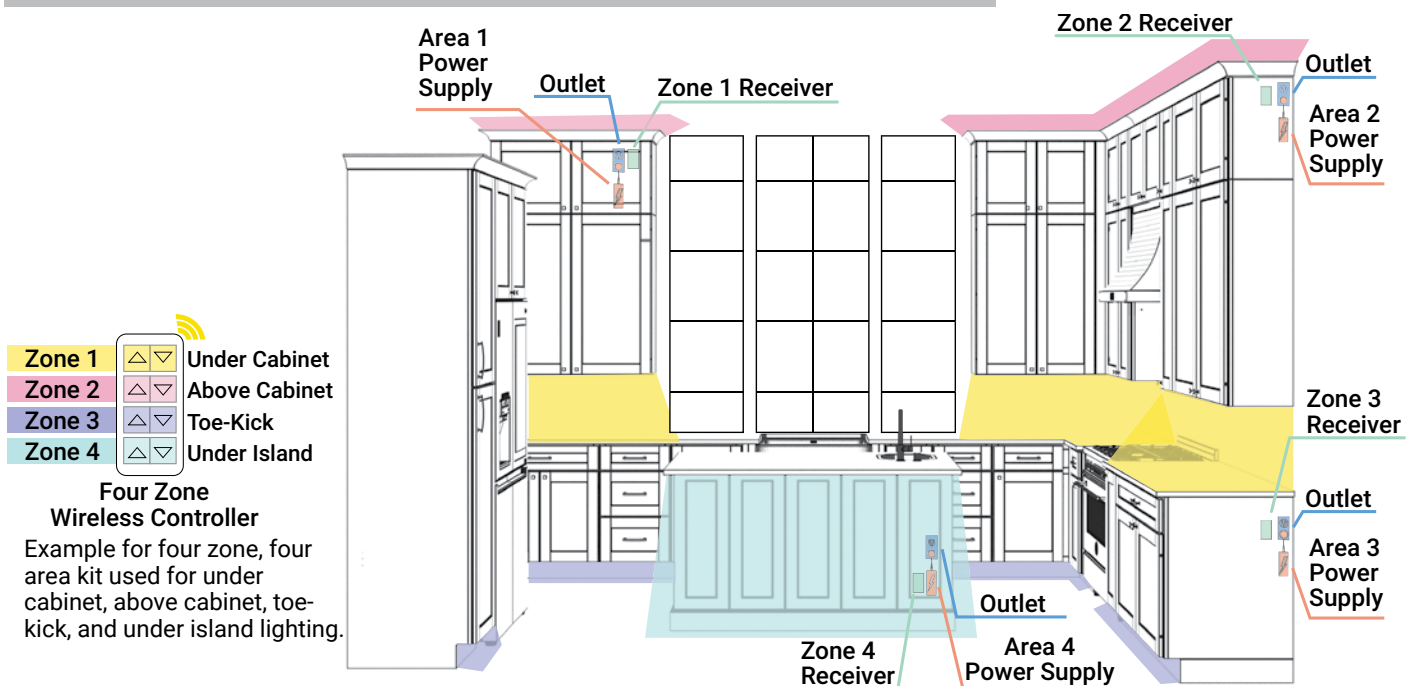 Zone 2 Receiver
Area 1
Power
Supply
Outlet
Zone 1 Receiver
Outlet
Area 2
Power
Supply
Zone 1
Under Cabinet
Zone 2
Above Cabinet
Zone 3
Toe-Kick
Zone 4
Under Island
Four Zone
Wireless Controller
Example for four zone, four
area kit used for under
cabinet, above cabinet, toe-
kick, and under island lighting.
Zone 3
Receiver
Outlet
Area 3
Power
Supply
Outlet
Zone 4
Receiver
Area 4
Power Supply